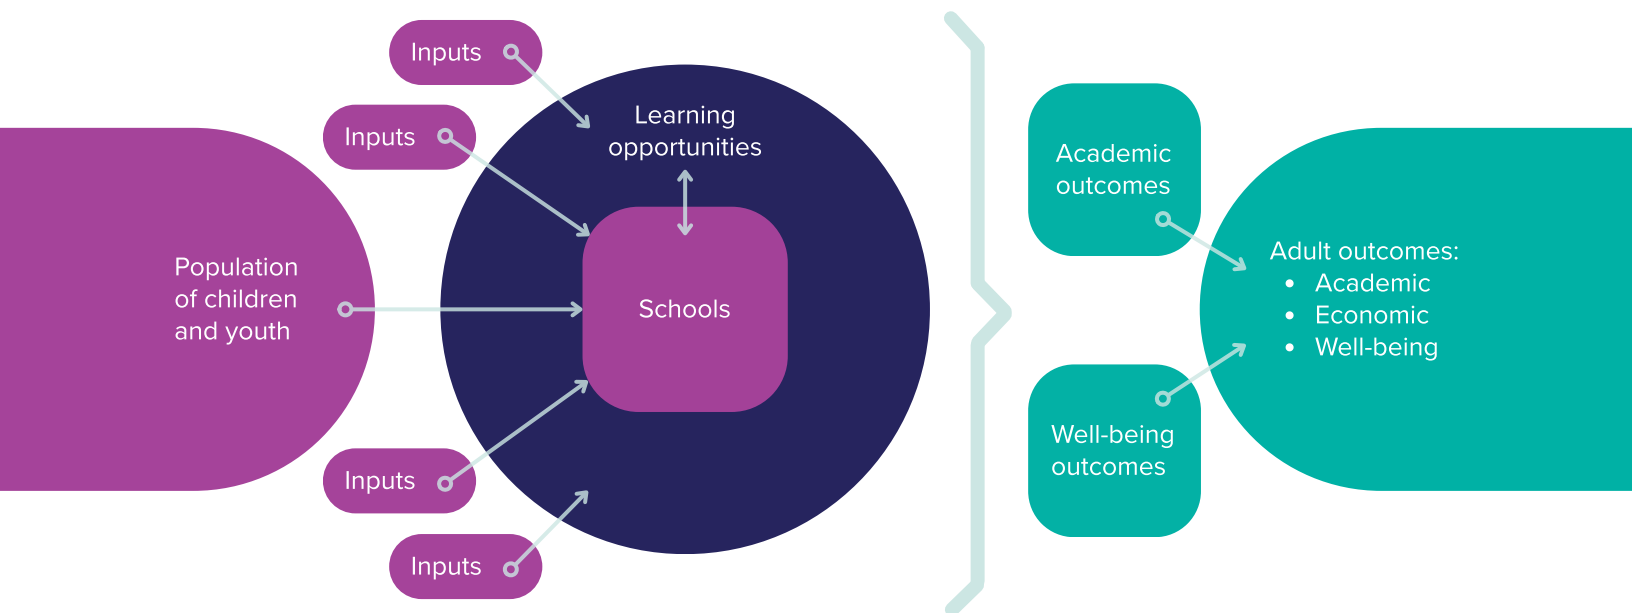 Inputs
Inputs
Population
of children
and youth
Inputs
Inputs
Learning
opportunities
Schools
Academic
outcomes
Well-being
outcomes
Adult outcomes:
• Academic
• Economic
• Well-being